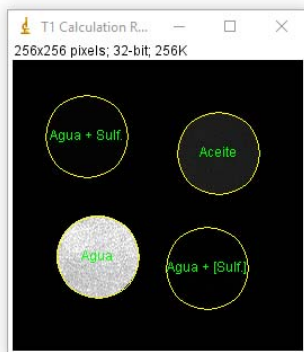 T1 Calculation R...
256x256 pixels; 32-bit; 256K
Agua + Sulf.
Aceite
Agua
Agua + [Sulf.]